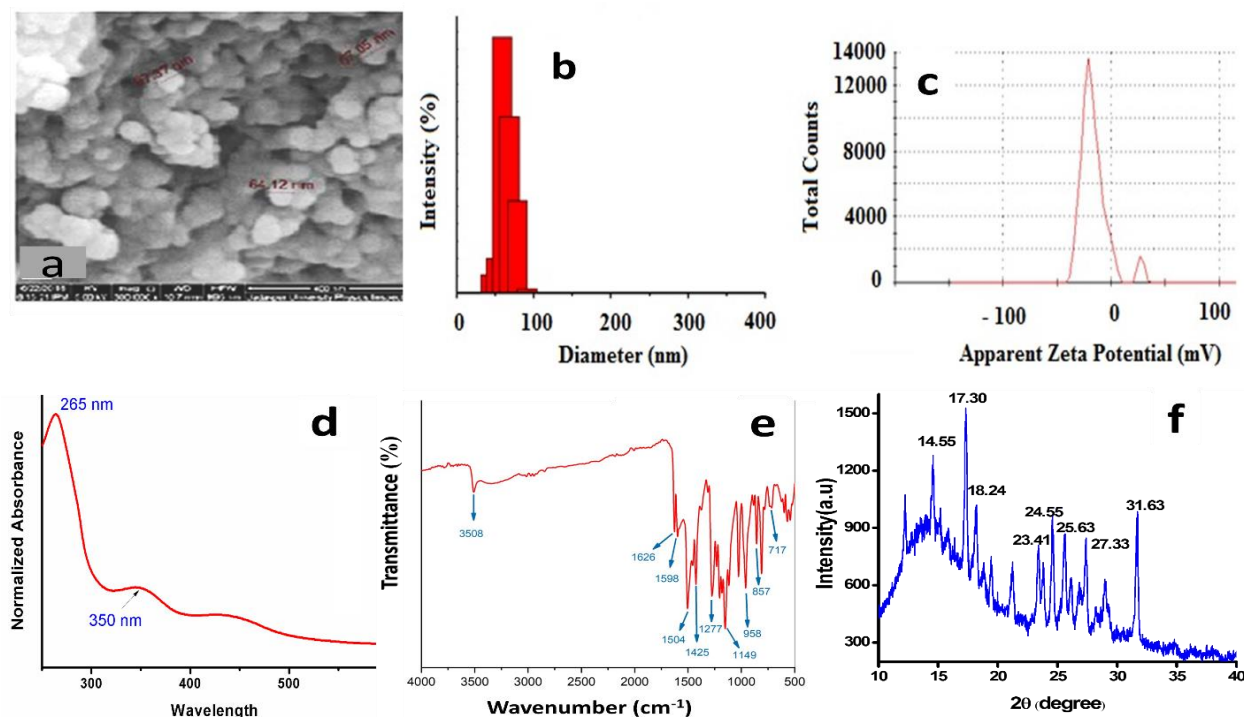 67.05 nm
64.12 nm
a
b
Intensity (%)
0
100
200
300
400
Diameter (nm)
c
14000
12000
8000
4000
0
Total Counts
- 100
0
100
Apparent Zeta Potential (mV)
d
265 nm
350 nm
Normalized Absorbance
300
400
500
Wavelength
e
Transmittance (%)
3508
1626
1598
1504
1425
1277
1149
958
857
717
4000
3500
3000
2500
2000
1500
1000
500
Wavenumber (cm-1)
f
1500
1200
900
600
300
Intensity(a.u)
14.55
17.30
18.24
23.41
24.55
25.63
27.33
31.63
10
15
20
25
30
35
40
2θ (degree)